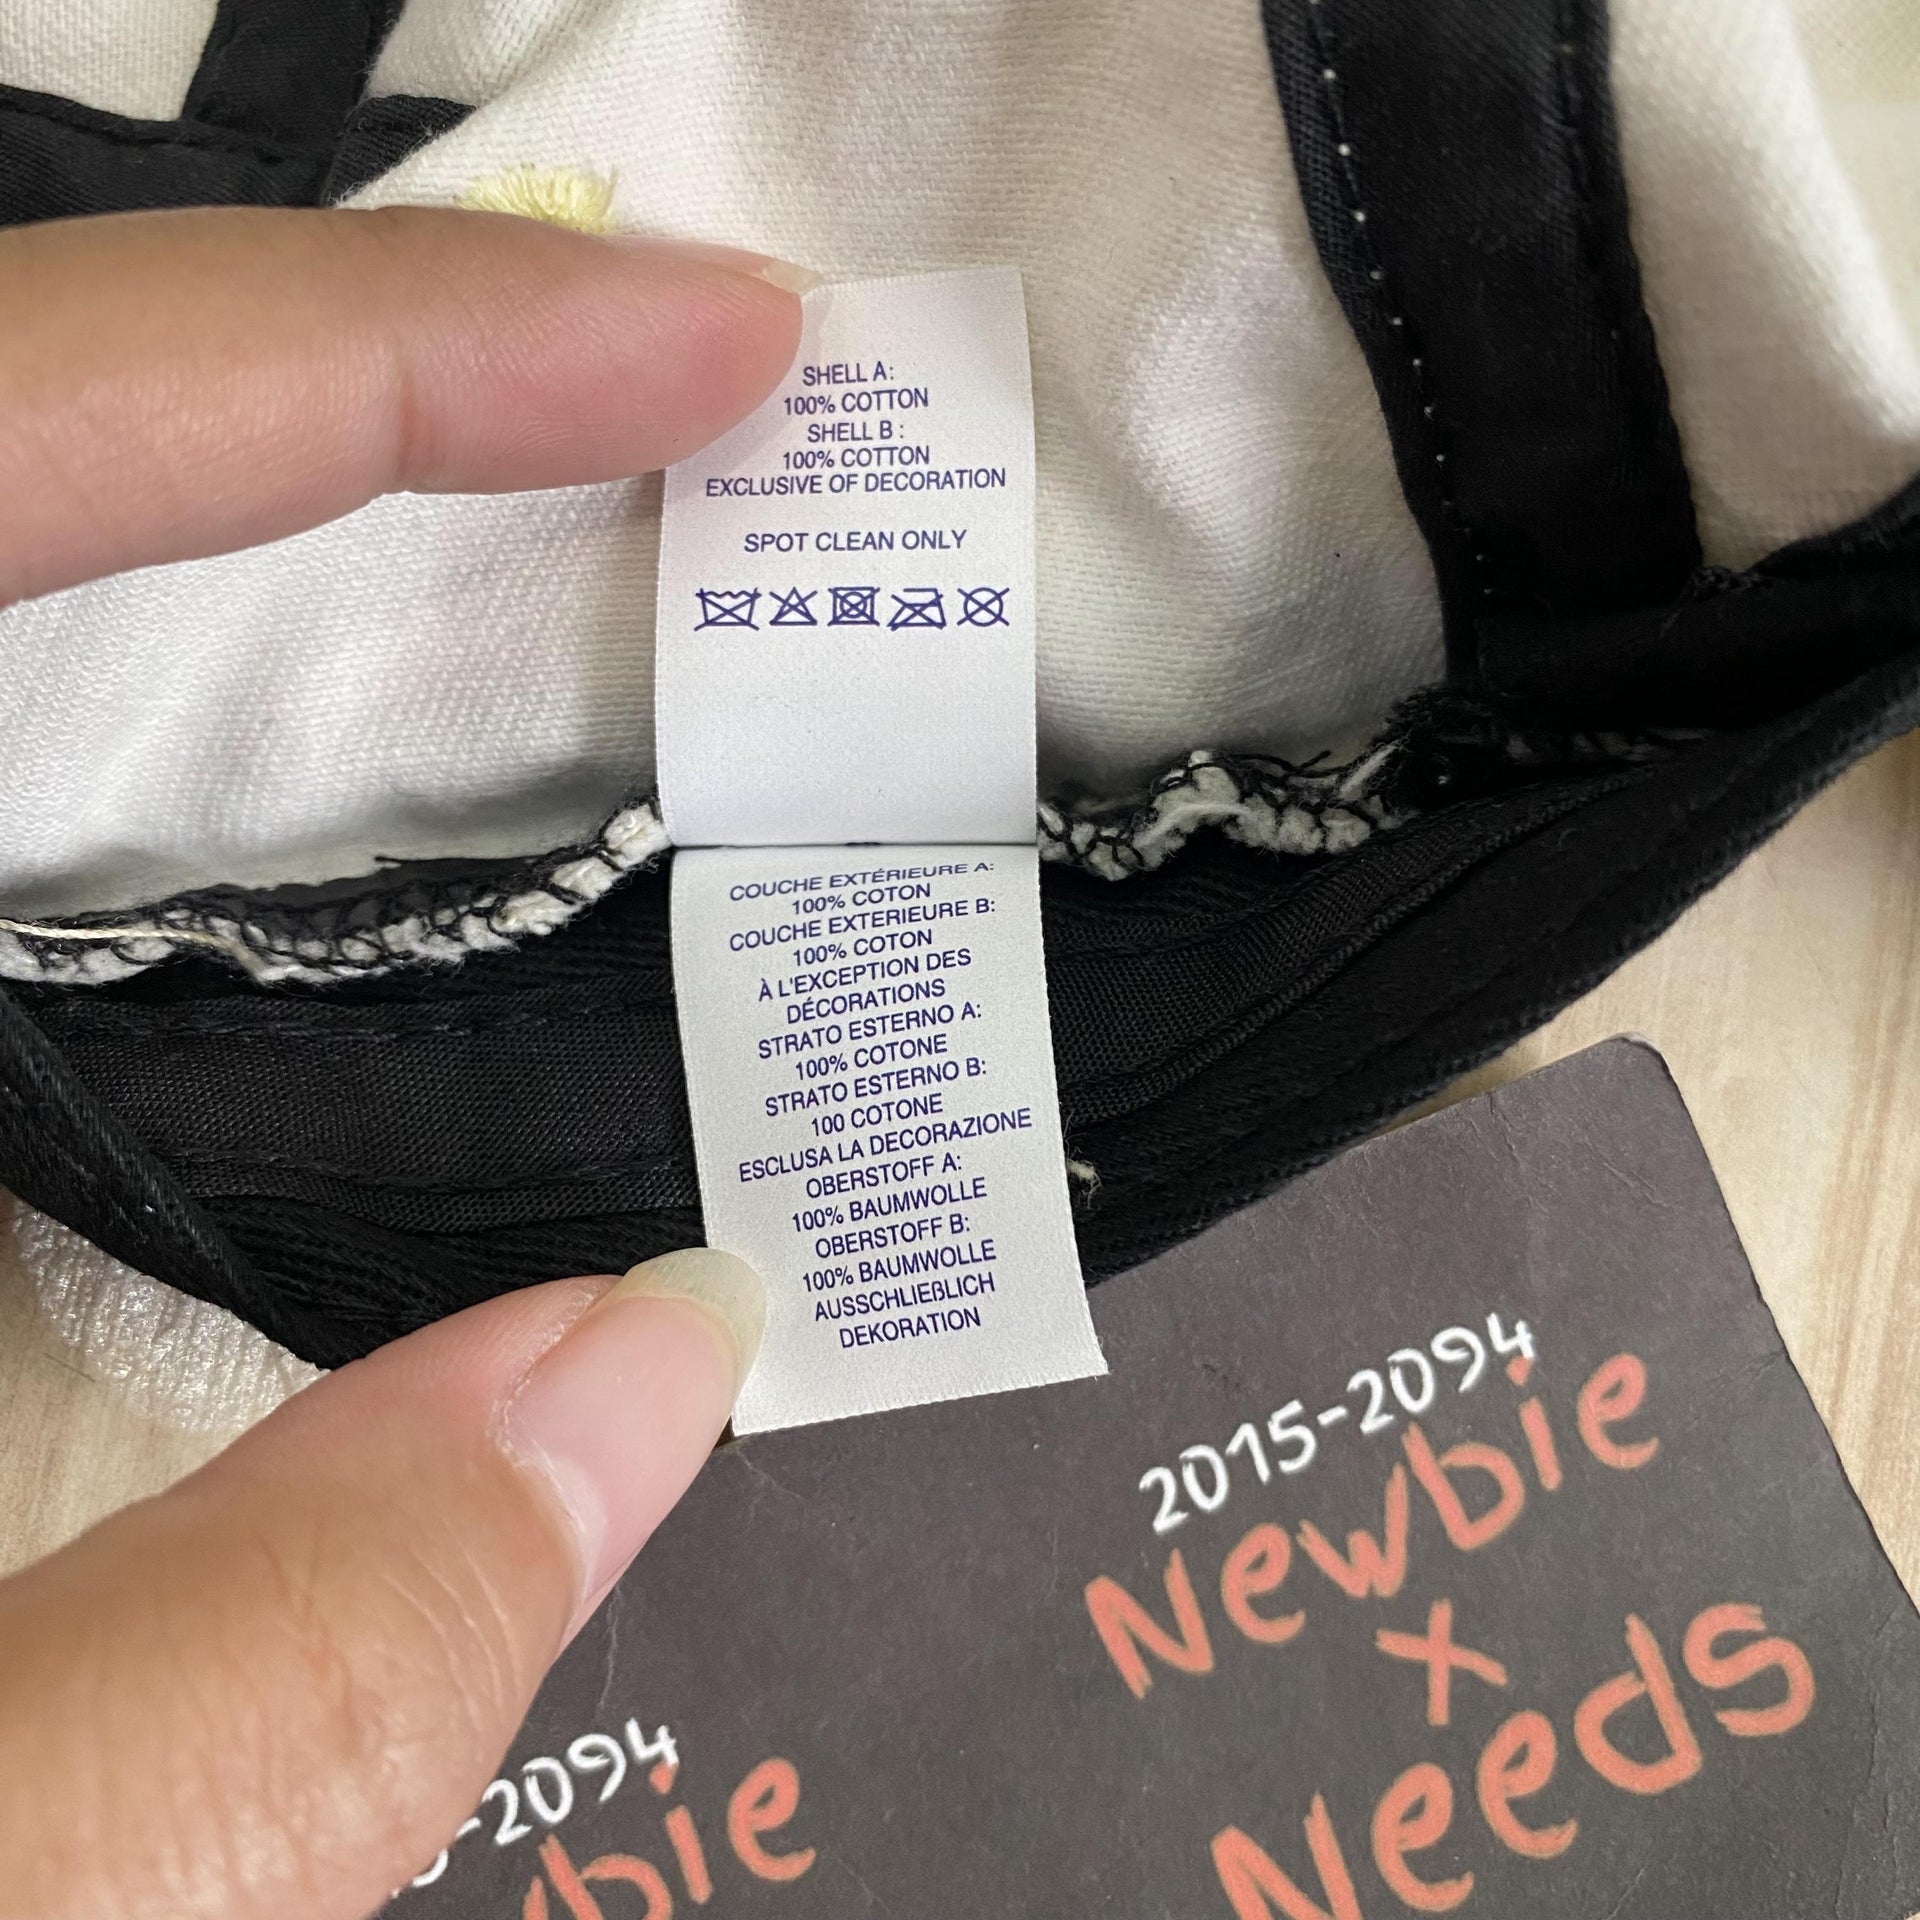 SHELL A:
100% COTTON
SHELL B :
100% COTTON
EXCLUSIVE OF DECORATION
SPOT CLEAN ONLY
COUCHE EXTÉRIEURE A:
100% COTON
COUCHE EXTERIEURE B:
100% COTON
À L'EXCEPTION DES
DÉCORATIONS
STRATO ESTERNO A:
100% COTONE
STRATO ESTERNO B:
100 COTONE
ESCLUSA LA DECORAZIONE
OBERSTOFF A:
100% BAUMWOLLE
OBERSTOFF B:
100% BAUMWOLLE
AUSSCHLIEßLICH
DEKORATION
2015-2094
Newbie
x
Needs
-2094
bie